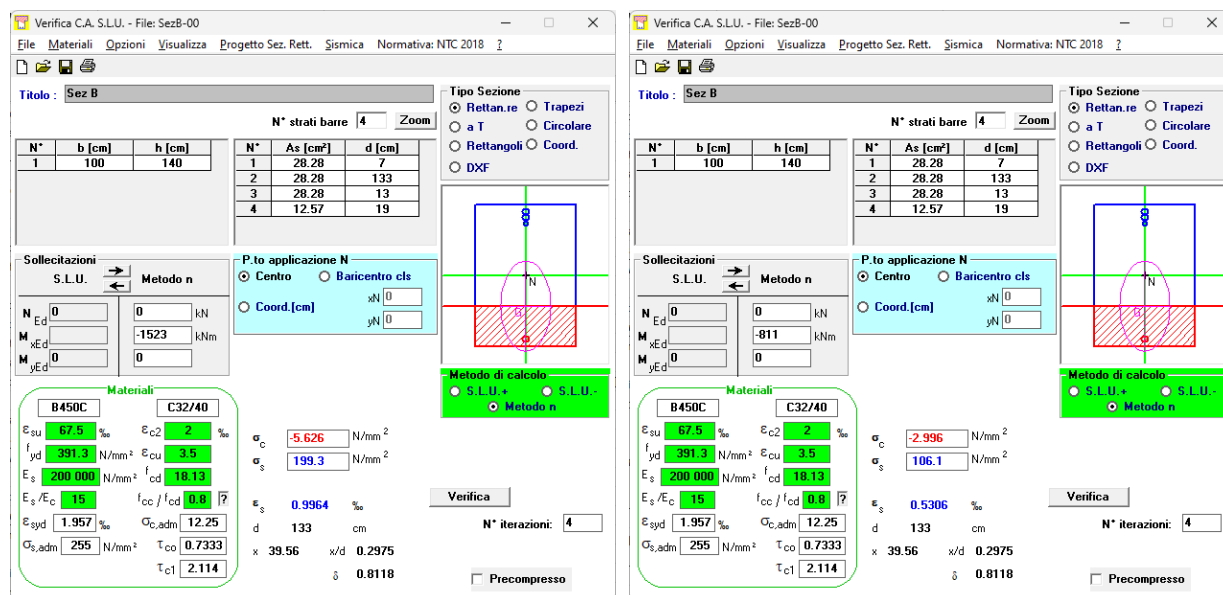 Verifica C.A. S.L.U. - File: SezB-00
File Materiali Opzioni Visualizza Progetto Sez. Rett. Sismica Normativa: NTC 2018 ?
Titolo : Sez B
N° strati barre 4 Zoom
N° b [cm] h [cm]
1 100 140
N° As [cm²] d [cm]
1 28.28 7
2 28.28 133
3 28.28 13
4 12.57 19
Tipo Sezione
Rettan.re Trapezi
a T Circolare
Rettangoli Coord.
DXF
N
G
Sollecitazioni
S.L.U. Metodo n
N Ed 0 0 kN
M xEd 0 -1523 kNm
M yEd 0 0
P.to applicazione N
Centro Baricentro cls
Coord.[cm] xN 0
yN 0
Metodo di calcolo
S.L.U.+ S.L.U.-
Metodo n
Materiali
B450C C32/40
εsu 67.5 ‰ εc2 2 ‰
fyd 391.3 N/mm² εcu 3.5
Es 200 000 N/mm² fcd 18.13
Es/Ec 15 fcc / fcd 0.8 ?
εsyd 1.957 ‰ σc,adm 12.25
σs,adm 255 N/mm² τco 0.7333
τc1 2.114
σc -5.626 N/mm²
σs 199.3 N/mm²
εs 0.9964 ‰
d 133 cm
x 39.56 x/d 0.2975
δ 0.8118
Verifica
N° iterazioni: 4
Precompresso
Verifica C.A. S.L.U. - File: SezB-00
File Materiali Opzioni Visualizza Progetto Sez. Rett. Sismica Normativa: NTC 2018 ?
Titolo : Sez B
N° strati barre 4 Zoom
N° b [cm] h [cm]
1 100 140
N° As [cm²] d [cm]
1 28.28 7
2 28.28 133
3 28.28 13
4 12.57 19
Tipo Sezione
Rettan.re Trapezi
a T Circolare
Rettangoli Coord.
DXF
N
G
Sollecitazioni
S.L.U. Metodo n
N Ed 0 0 kN
M xEd 0 -811 kNm
M yEd 0 0
P.to applicazione N
Centro Baricentro cls
Coord.[cm] xN 0
yN 0
Metodo di calcolo
S.L.U.+ S.L.U.-
Metodo n
Materiali
B450C C32/40
εsu 67.5 ‰ εc2 2 ‰
fyd 391.3 N/mm² εcu 3.5
Es 200 000 N/mm² fcd 18.13
Es/Ec 15 fcc / fcd 0.8 ?
εsyd 1.957 ‰ σc,adm 12.25
σs,adm 255 N/mm² τco 0.7333
τc1 2.114
σc -2.996 N/mm²
σs 106.1 N/mm²
εs 0.5306 ‰
d 133 cm
x 39.56 x/d 0.2975
δ 0.8118
Verifica
N° iterazioni: 4
Precompresso